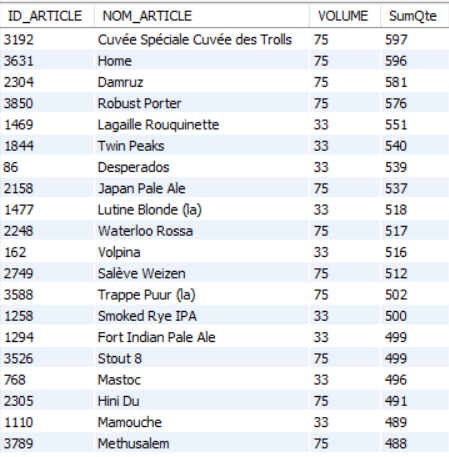 ID_ARTICLE NOM_ARTICLE VOLUME SumQte
3192 Cuvée Spéciale Cuvée des Trolls 75 597
3631 Home 75 596
2304 Damruz 75 581
3850 Robust Porter 75 576
1469 Lagaille Rouquinette 33 551
1844 Twin Peaks 33 540
86 Desperados 33 539
2158 Japan Pale Ale 75 537
1477 Lutine Blonde (la) 33 518
2248 Waterloo Rossa 75 517
162 Volpina 33 516
2749 Salève Weizen 75 512
3588 Trappe Puur (la) 75 502
1258 Smoked Rye IPA 33 500
1294 Fort Indian Pale Ale 33 499
3526 Stout 8 75 499
768 Mastoc 33 496
2305 Hini Du 75 491
1110 Mamouche 33 489
3789 Methusalem 75 488